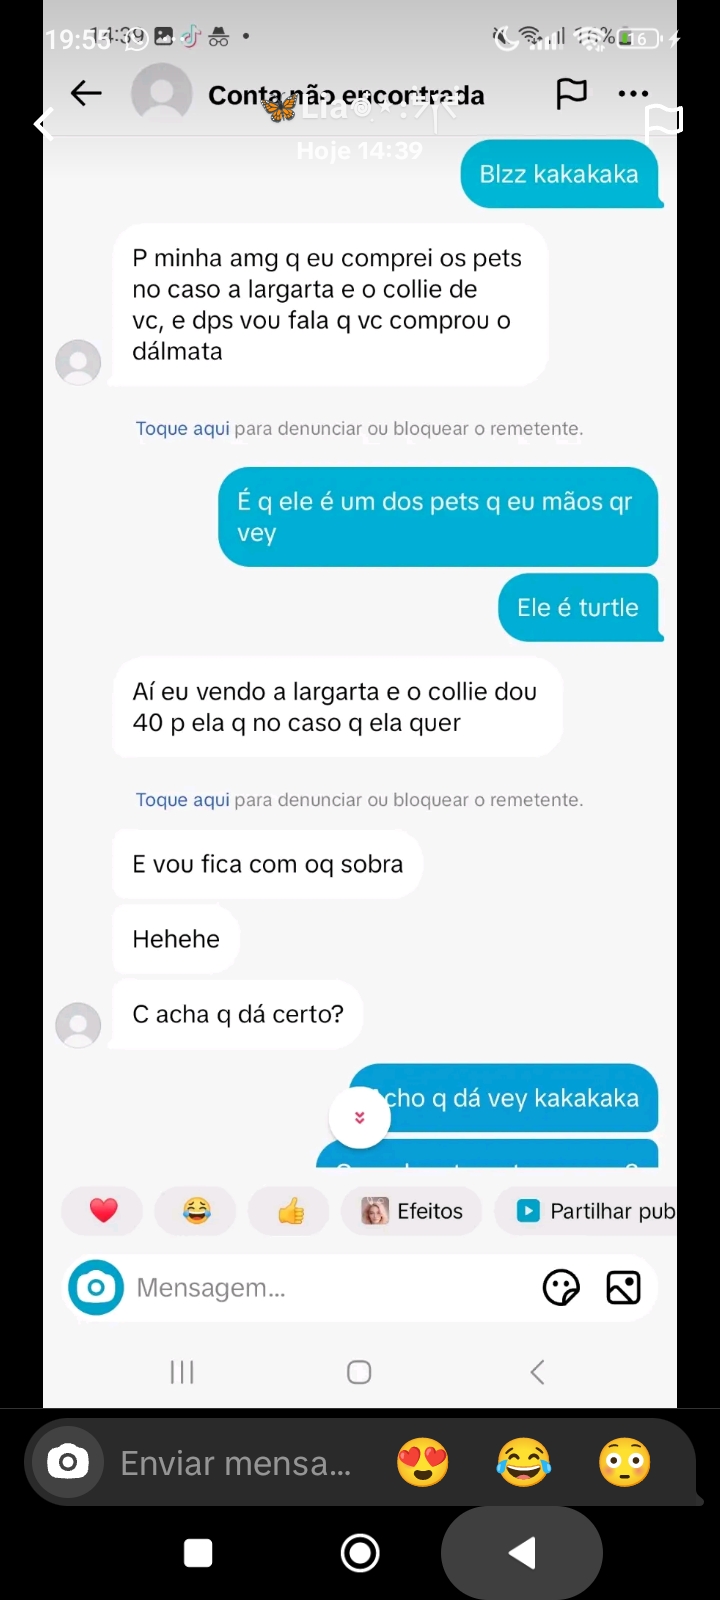 19:55
14:39
16%
16
Conta não encontrada
Lia
Hoje 14:39
Blzz kakakaka
P minha amg q eu comprei os pets
no caso a largarta e o collie de
vc, e dps vou fala q vc comprou o
dálmata
Toque aqui para denunciar ou bloquear o remetente.
É q ele é um dos pets q eu mãos qr
vey
Ele é turtle
Aí eu vendo a largarta e o collie dou
40 p ela q no caso q ela quer
Toque aqui para denunciar ou bloquear o remetente.
E vou fica com oq sobra
Hehehe
C acha q dá certo?
cho q dá vey kakakaka
Efeitos
Partilhar pub
Mensagem...
Enviar mensa...